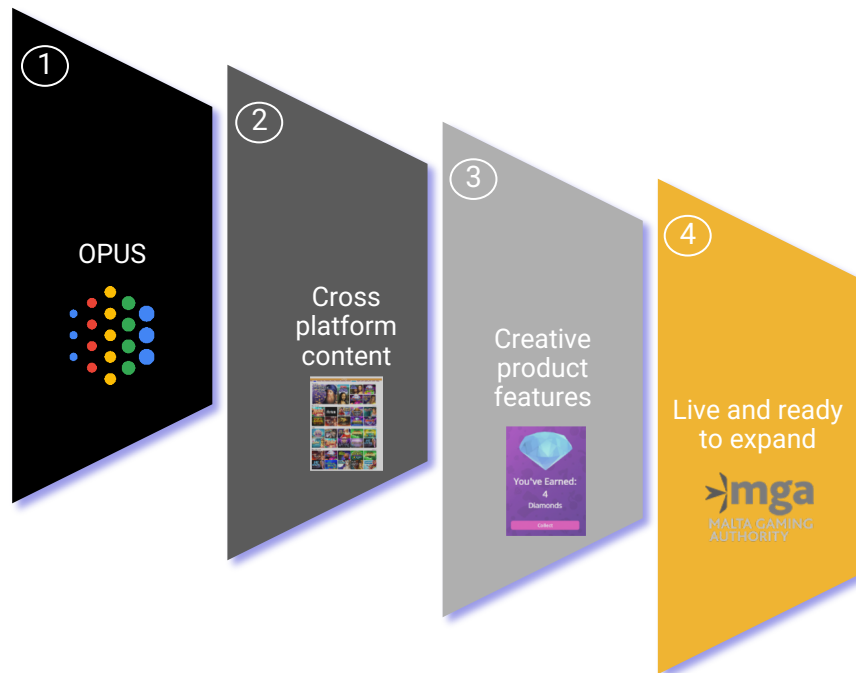 1
OPUS
2
Cross
platform
content
3
Creative
product
features
You've Earned:
4
Diamonds
Collect
4
Live and ready
to expand
mga
MALTA GAMING
AUTHORITY